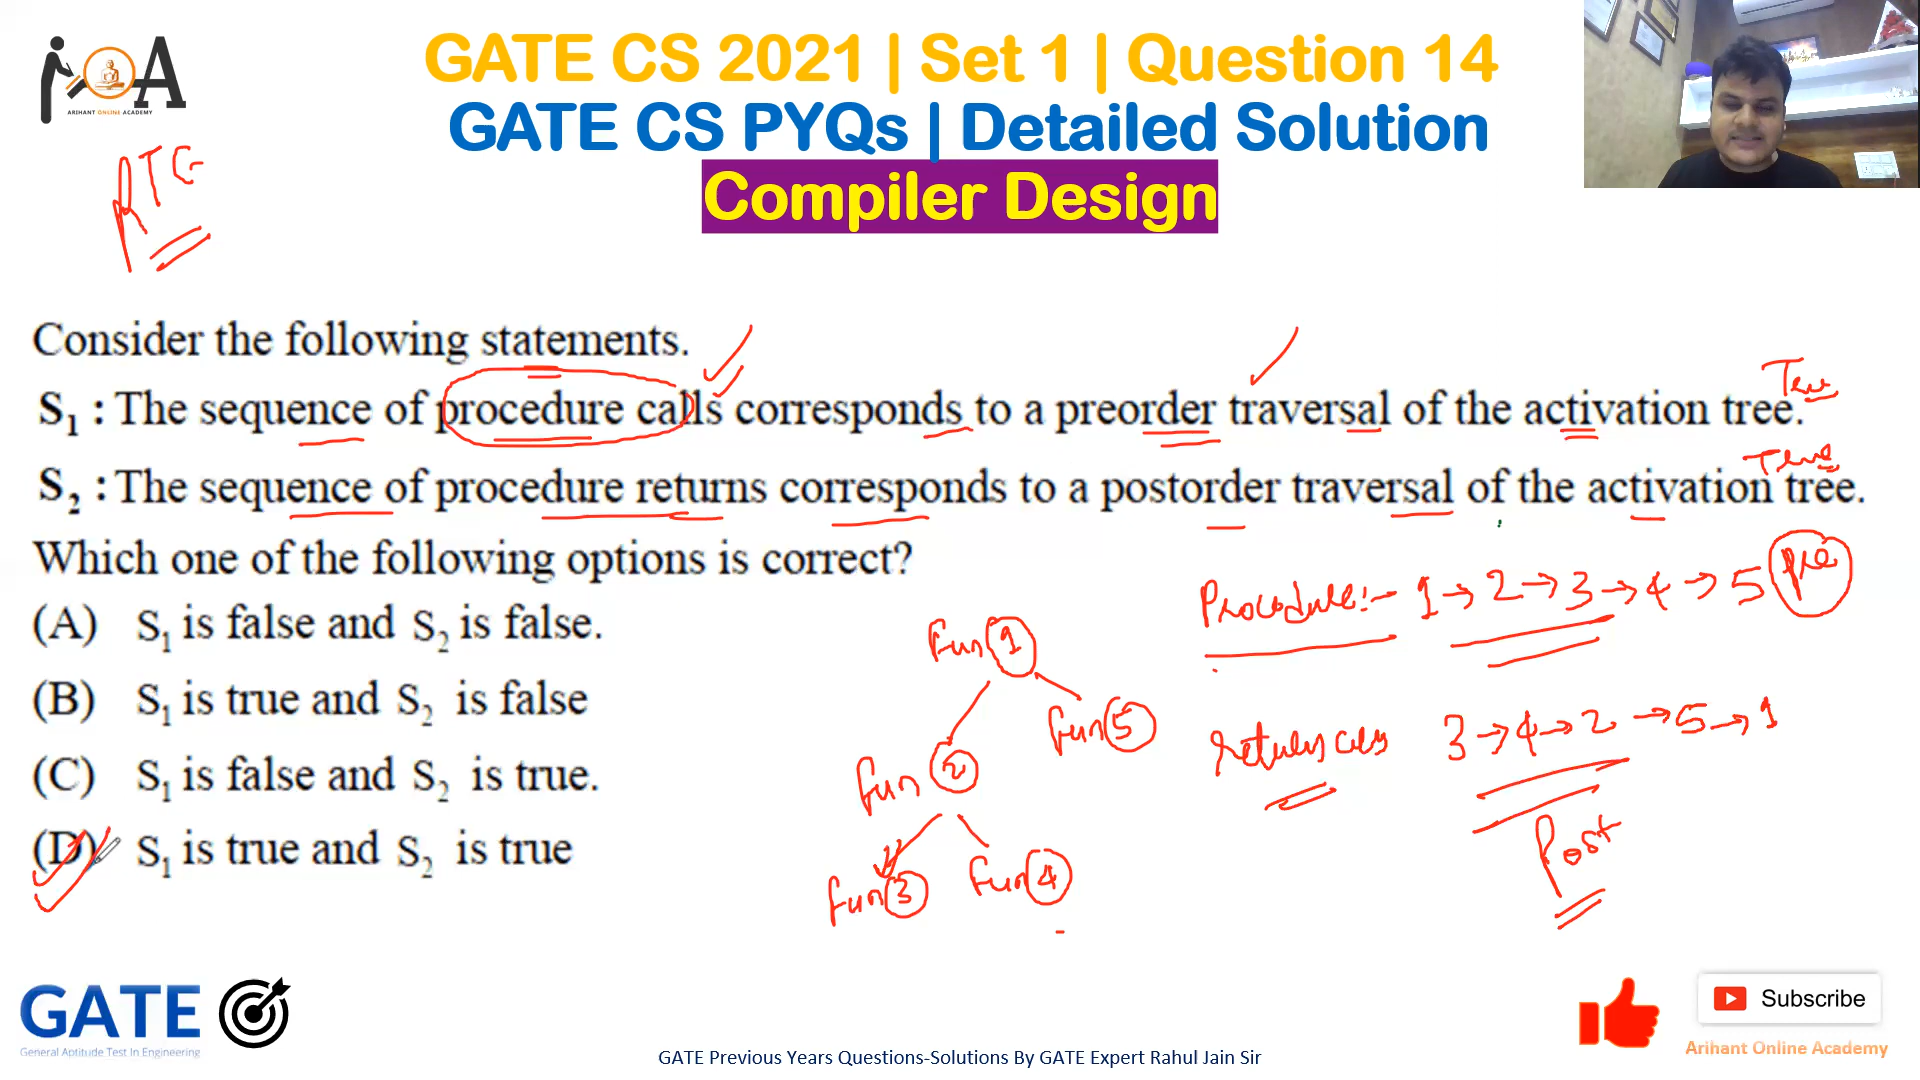 GATE CS 2021 | Set 1 | Question 14
GATE CS PYQs | Detailed Solution
Compiler Design
A
ARIHANT ONLINE ACADEMY
Consider the following statements.
S₁ : The sequence of procedure calls corresponds to a preorder traversal of the activation tree.
True
S₂ : The sequence of procedure returns corresponds to a postorder traversal of the activation tree.
True
Which one of the following options is correct?
(A) S₁ is false and S₂ is false.
(B) S₁ is true and S₂ is false
(C) S₁ is false and S₂ is true.
(D) S₁ is true and S₂ is true
Procedure:- 1→2→3→4→5 pre
3→4→2→5→1
Post
Fun 1
Fun 5
Fun 2
Fun 3
Fun 4
GATE
General Aptitude Test In Engineering
GATE Previous Years Questions-Solutions By GATE Expert Rahul Jain Sir
Subscribe
Arihant Online Academy